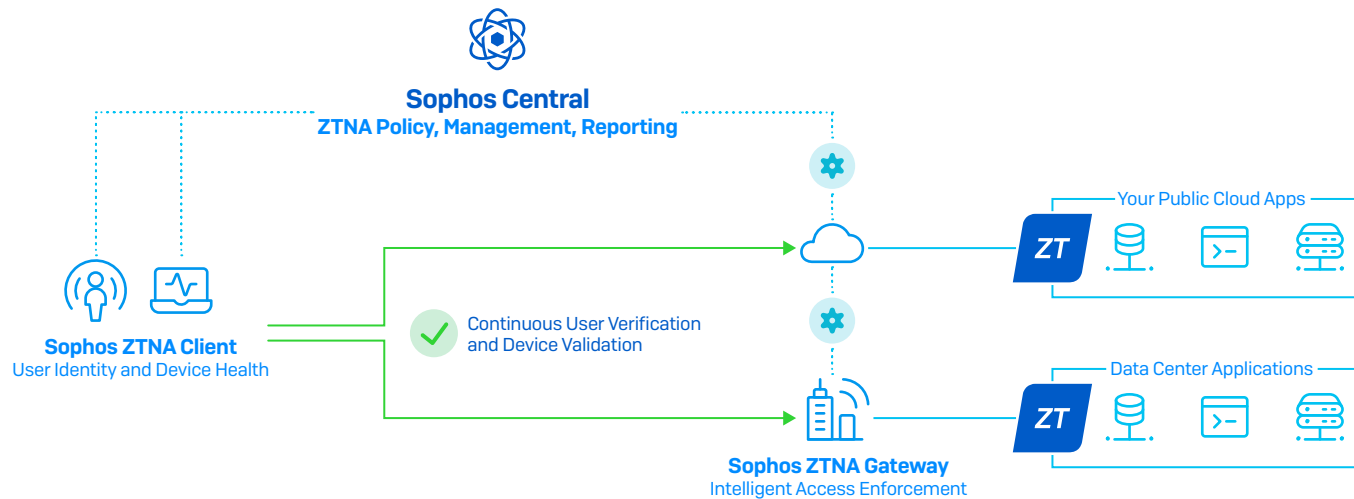 Sophos Central
ZTNA Policy, Management, Reporting
Your Public Cloud Apps
ZT
Continuous User Verification
and Device Validation
Sophos ZTNA Client
User Identity and Device Health
Data Center Applications
ZT
Sophos ZTNA Gateway
Intelligent Access Enforcement